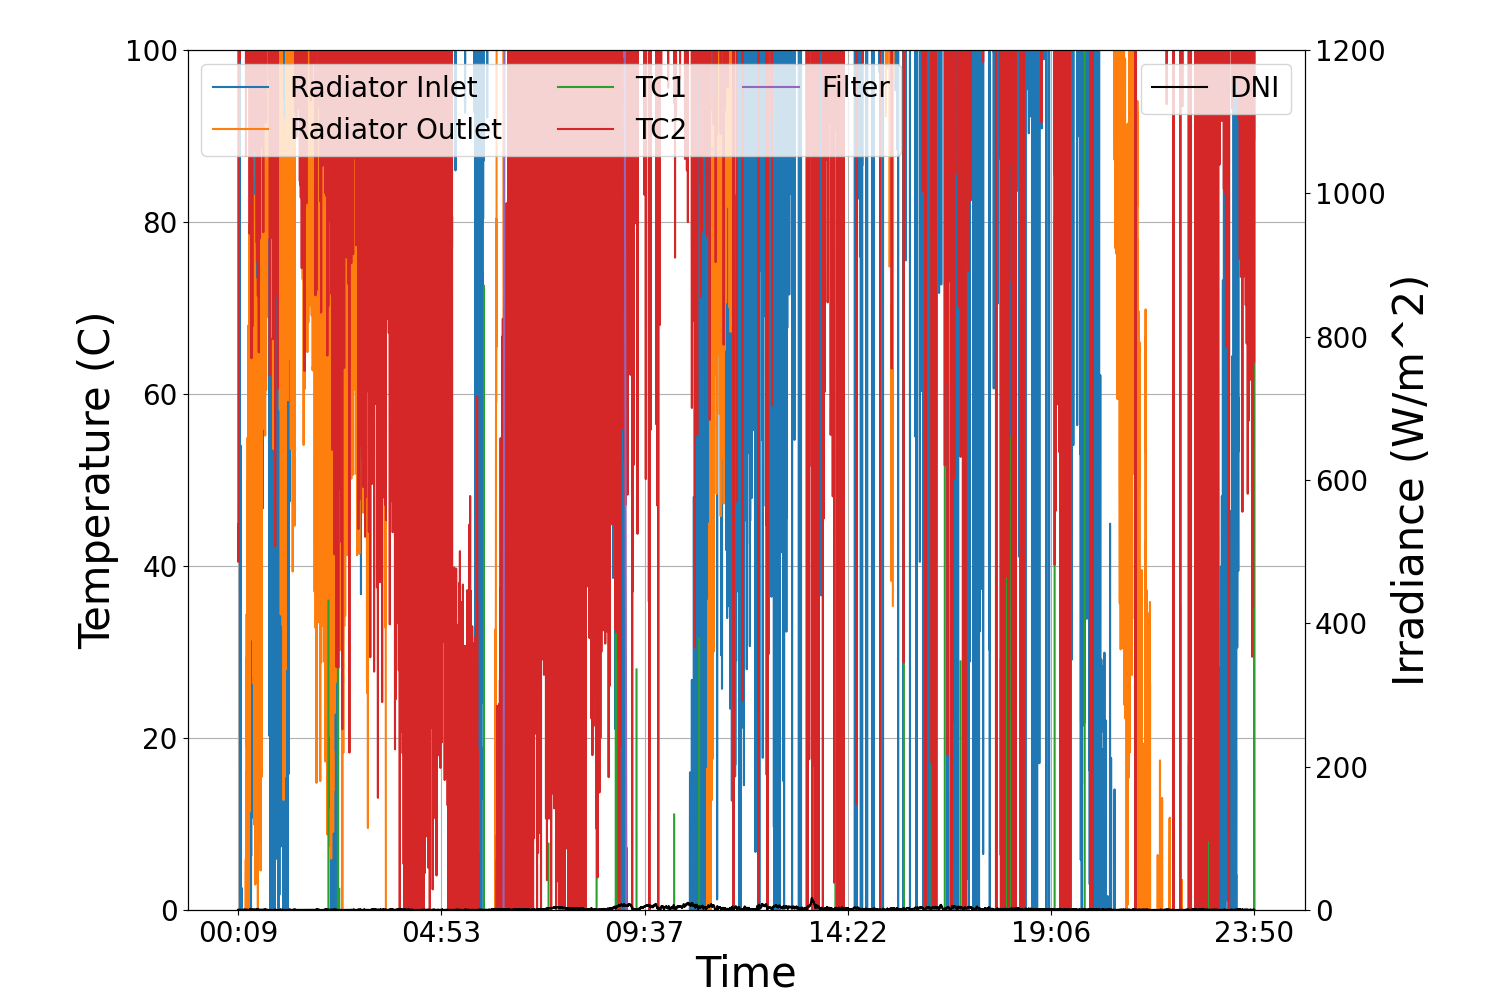 100
80
60
40
20
0
1200
1000
800
600
400
200
0
Temperature (C)
Irradiance (W/m^2)
Radiator Inlet
Radiator Outlet
TC1
TC2
Filter
DNI
00:09
04:53
09:37
14:22
19:06
23:50
Time